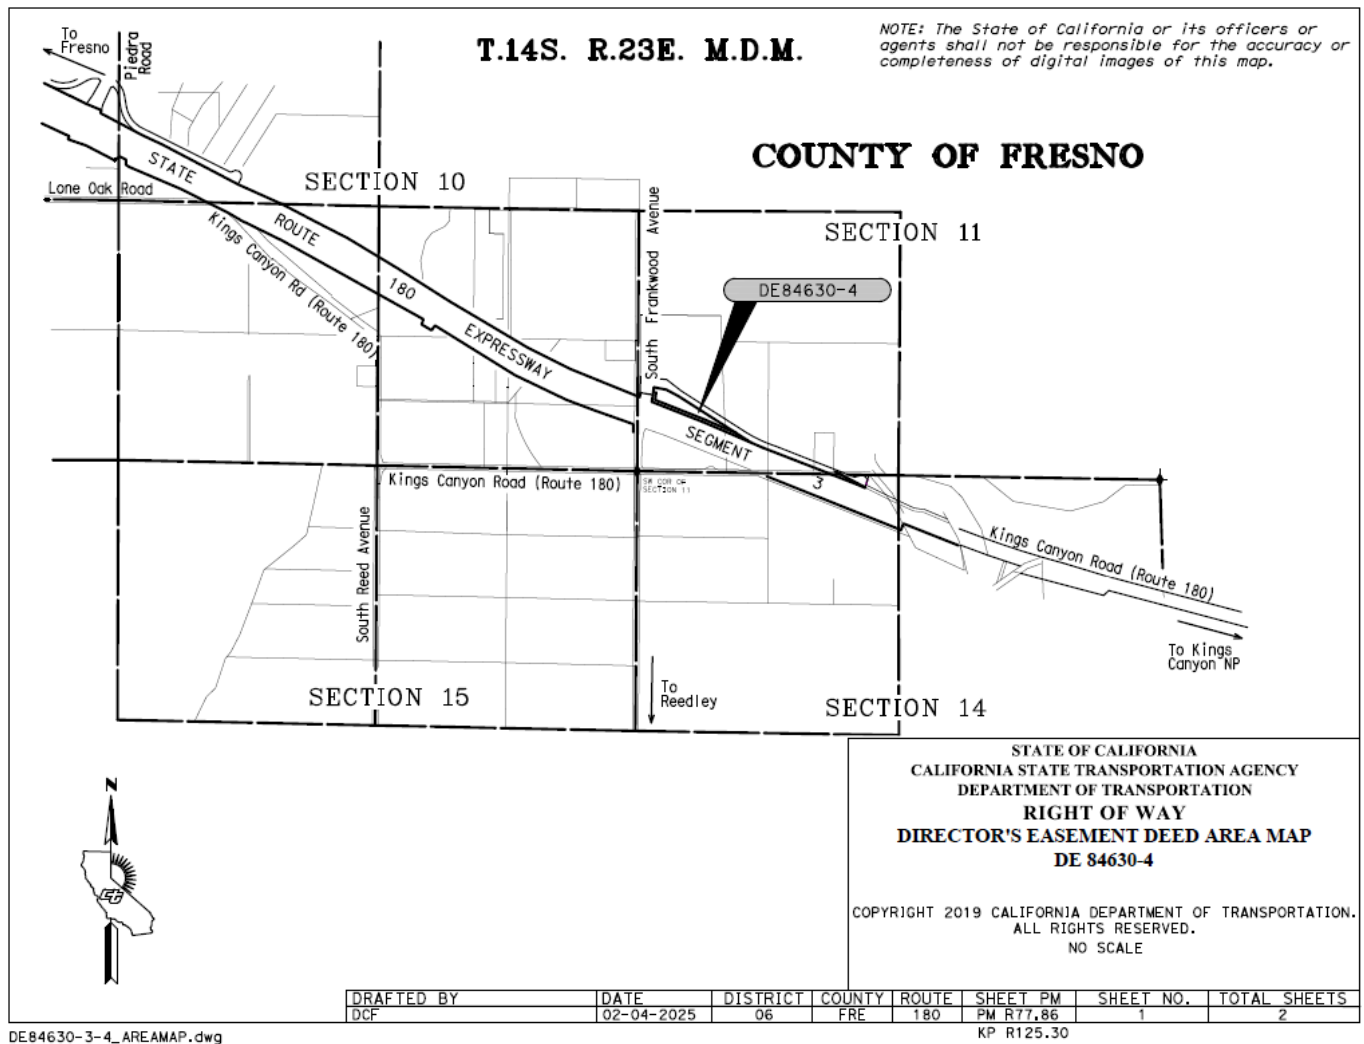 To
Fresno
Piedra
Road
T.14S. R.23E. M.D.M.
NOTE: The State of California or its officers or
agents shall not be responsible for the accuracy or
completeness of digital images of this map.
COUNTY OF FRESNO
STATE
ROUTE
180
EXPRESSWAY
SEGMENT
3
Lone Oak Road
SECTION 10
Kings Canyon Rd (Route 180)
South Frankwood Avenue
SECTION 11
DE84630-4
Kings Canyon Road (Route 180)
SW COR OF
SECTION 11
South Reed Avenue
Kings Canyon Road (Route 180)
To Kings
Canyon NP
To
Reedley
SECTION 15
SECTION 14
N
ct
STATE OF CALIFORNIA
CALIFORNIA STATE TRANSPORTATION AGENCY
DEPARTMENT OF TRANSPORTATION
RIGHT OF WAY
DIRECTOR'S EASEMENT DEED AREA MAP
DE 84630-4
COPYRIGHT 2019 CALIFORNIA DEPARTMENT OF TRANSPORTATION.
ALL RIGHTS RESERVED.
NO SCALE
DRAFTED BY DATE DISTRICT COUNTY ROUTE SHEET PM SHEET NO. TOTAL SHEETS
DCF 02-04-2025 06 FRE 180 PM R77.86 1 2
KP R125.30
DE84630-3-4_AREAMAP.dwg